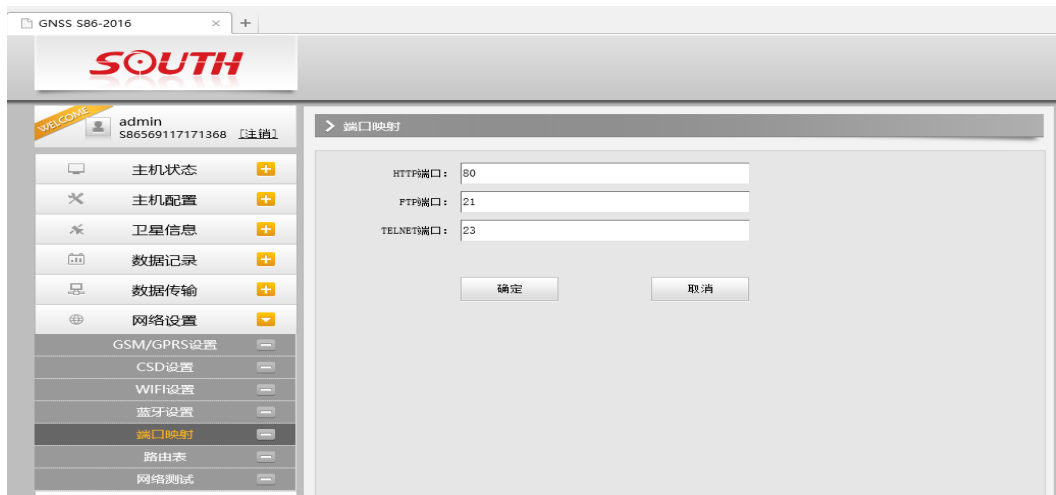 GNSS S86-2016
SOUTH
WELCOME
admin
S86569117171368 [注销]
端口映射
主机状态
主机配置
卫星信息
数据记录
数据传输
网络设置
GSM/GPRS设置
CSD设置
WIFI设置
蓝牙设置
端口映射
路由表
网络测试
HTTP端口: 80
FTP端口: 21
TELNET端口: 23
确定 取消